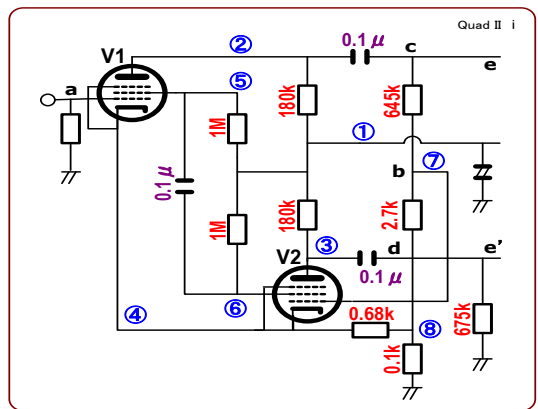 Quad II i
V1
②
0.1μ
c
e
a
⑤
180k
645k
1M
①
0.1μ
b
⑦
1M
180k
2.7k
③
d
e'
V2
0.1μ
⑥
④
0.68k
⑧
675k
0.1k